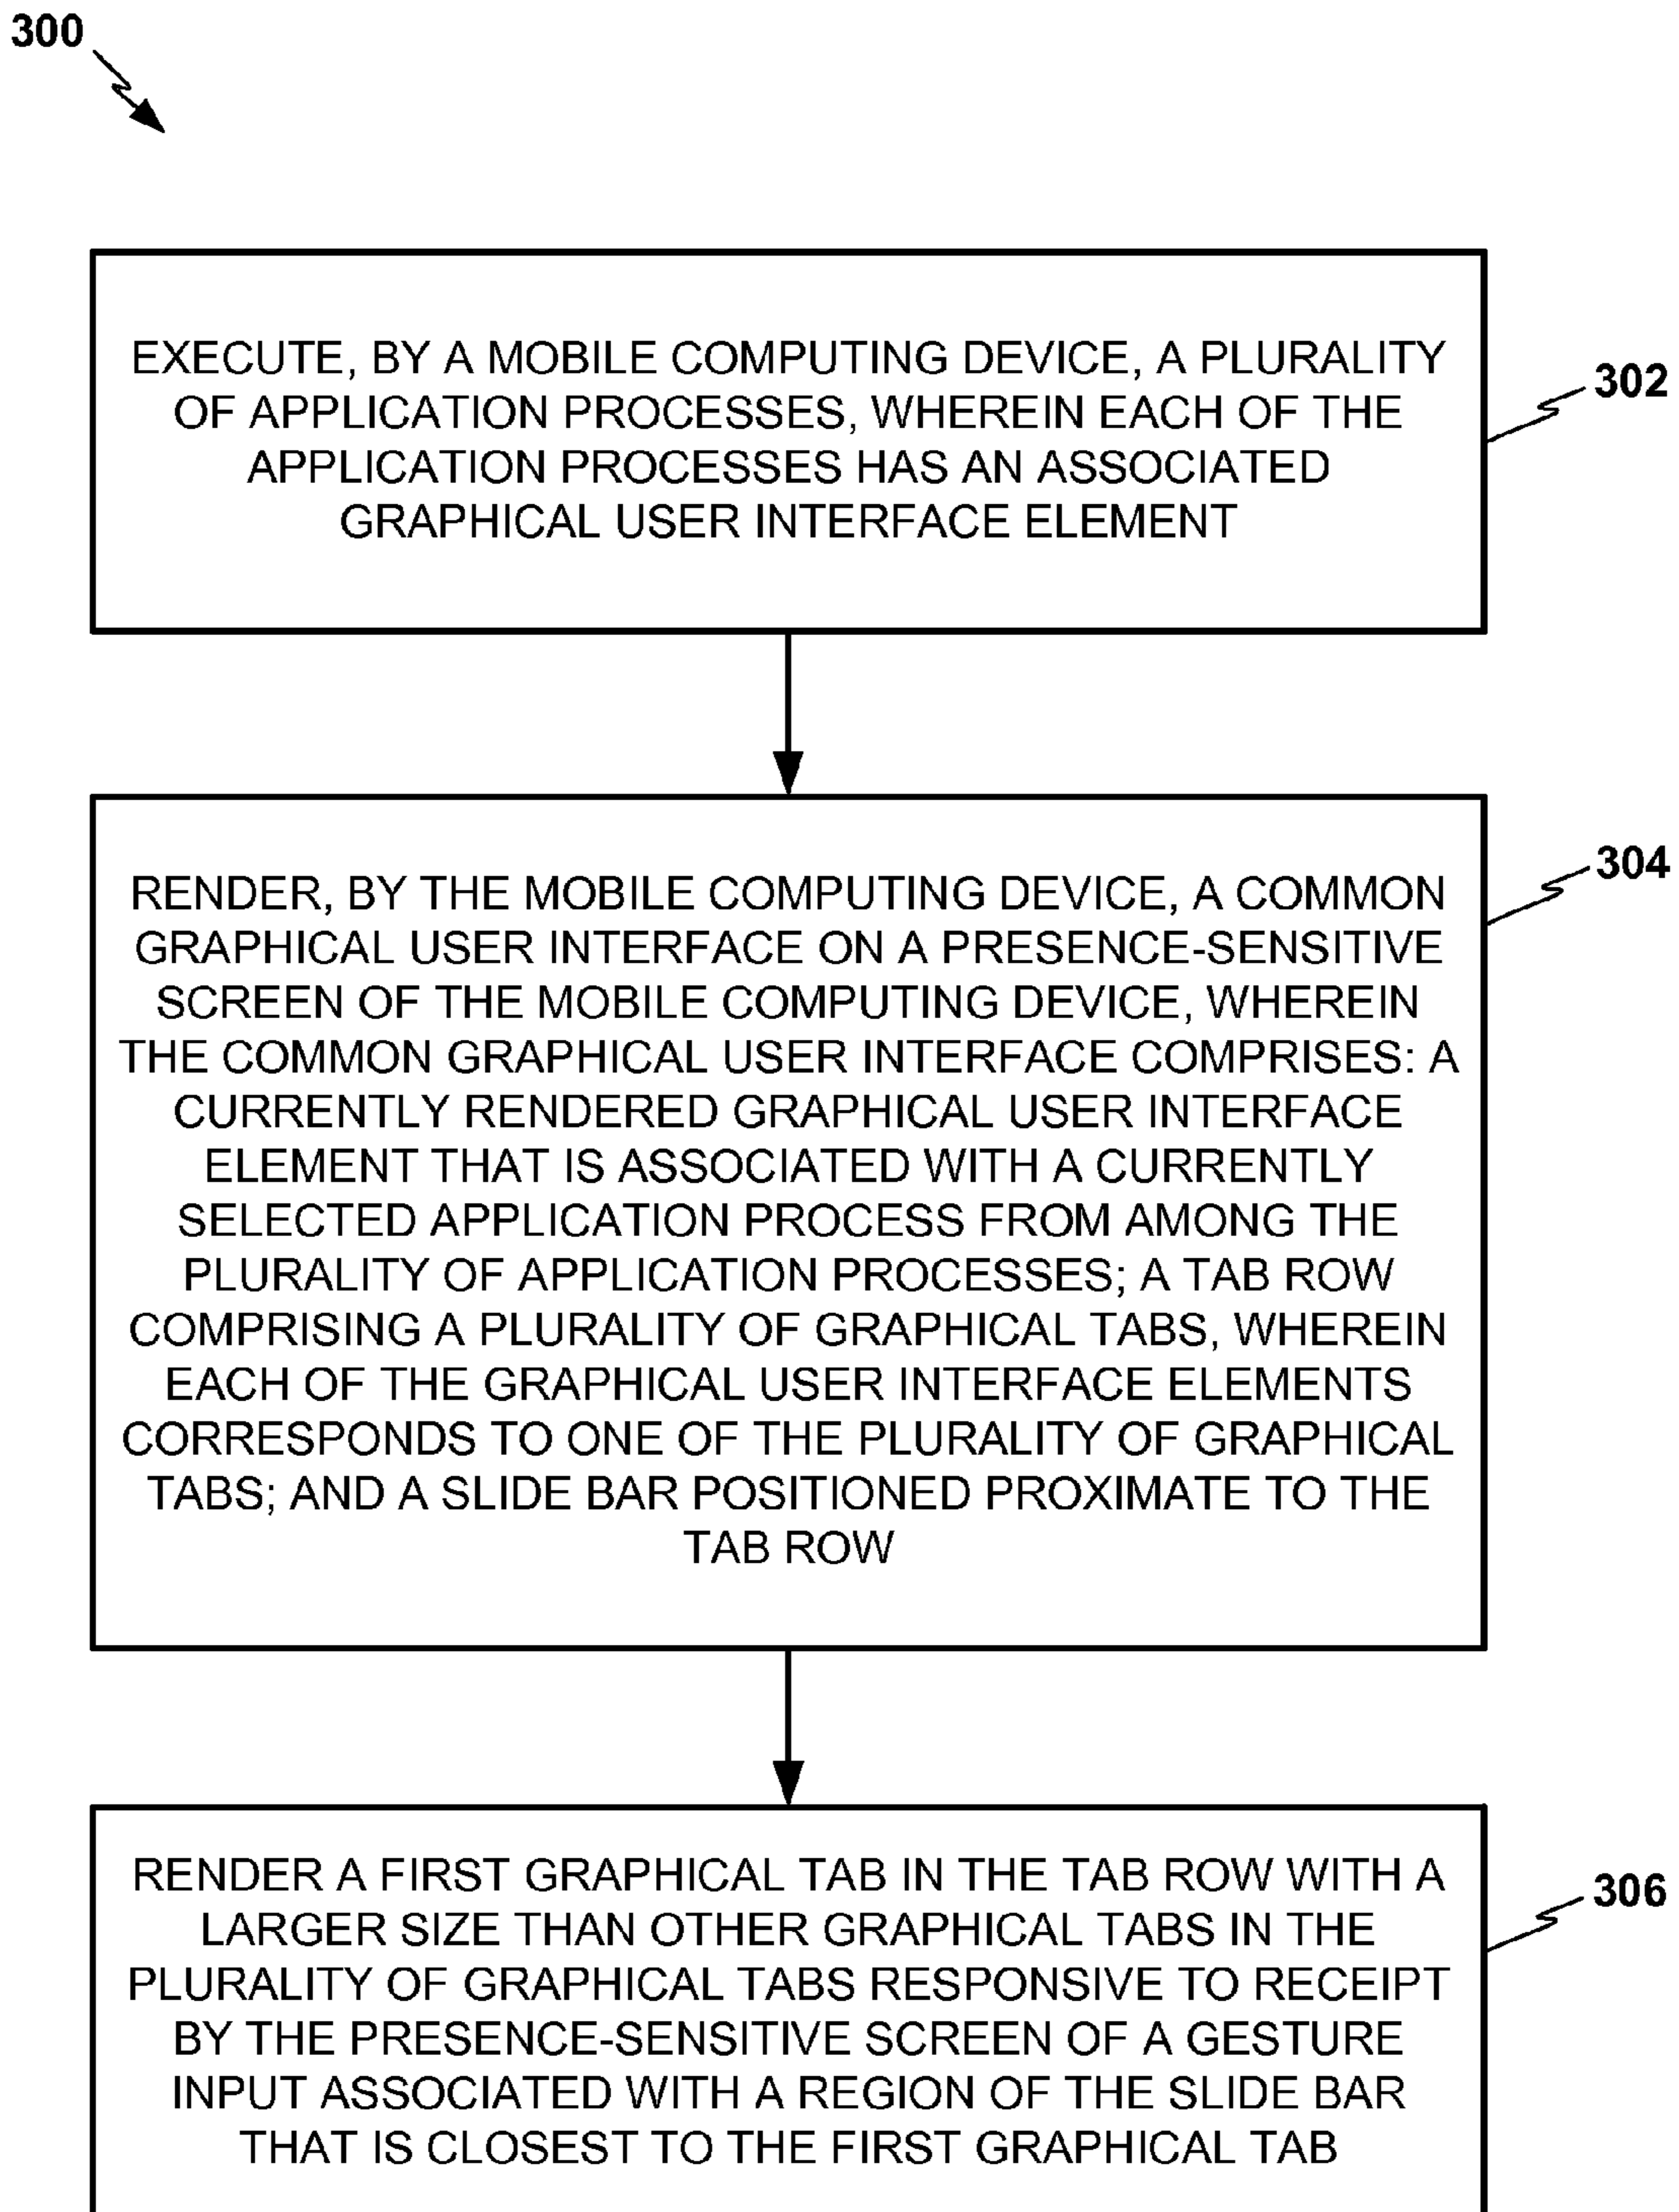 300
EXECUTE, BY A MOBILE COMPUTING DEVICE, A PLURALITY
OF APPLICATION PROCESSES, WHEREIN EACH OF THE
APPLICATION PROCESSES HAS AN ASSOCIATED
GRAPHICAL USER INTERFACE ELEMENT
302
RENDER, BY THE MOBILE COMPUTING DEVICE, A COMMON
GRAPHICAL USER INTERFACE ON A PRESENCE-SENSITIVE
SCREEN OF THE MOBILE COMPUTING DEVICE, WHEREIN
THE COMMON GRAPHICAL USER INTERFACE COMPRISES: A
CURRENTLY RENDERED GRAPHICAL USER INTERFACE
ELEMENT THAT IS ASSOCIATED WITH A CURRENTLY
SELECTED APPLICATION PROCESS FROM AMONG THE
PLURALITY OF APPLICATION PROCESSES; A TAB ROW
COMPRISING A PLURALITY OF GRAPHICAL TABS, WHEREIN
EACH OF THE GRAPHICAL USER INTERFACE ELEMENTS
CORRESPONDS TO ONE OF THE PLURALITY OF GRAPHICAL
TABS; AND A SLIDE BAR POSITIONED PROXIMATE TO THE
TAB ROW
304
RENDER A FIRST GRAPHICAL TAB IN THE TAB ROW WITH A
LARGER SIZE THAN OTHER GRAPHICAL TABS IN THE
PLURALITY OF GRAPHICAL TABS RESPONSIVE TO RECEIPT
BY THE PRESENCE-SENSITIVE SCREEN OF A GESTURE
INPUT ASSOCIATED WITH A REGION OF THE SLIDE BAR
THAT IS CLOSEST TO THE FIRST GRAPHICAL TAB
306